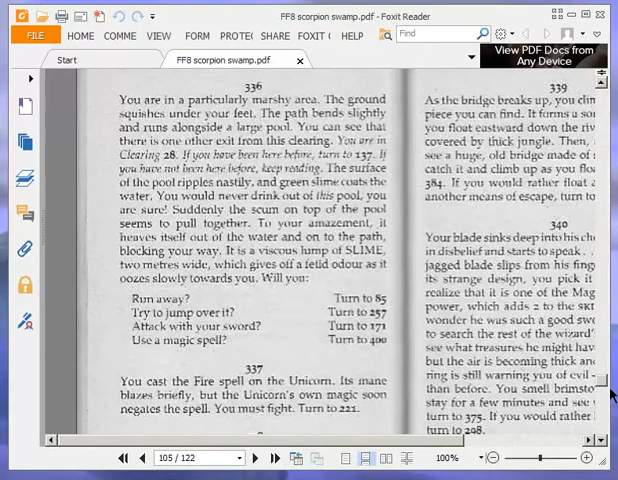 FF8 scorpion swamp.pdf - Foxit Reader
FILE HOME COMME VIEW FORM PROTE SHARE FOXIT C HELP Find
Start FF8 scorpion swamp.pdf
View PDF Docs from
Any Device
336
You are in a particularly marshy area. The ground
squishes under your feet. The path bends slightly
and runs alongside a large pool. You can see that
there is one other exit from this clearing. You are in
Clearing 28. If you have been here before, turn to 137. If
you have not been here before, keep reading. The surface
of the pool ripples nastily, and green slime coats the
water. You would never drink out of this pool, you
are sure! Suddenly the scum on top of the pool
seems to pull together. To your amazement, it
heaves itself out of the water and on to the path,
blocking your way. It is a viscous lump of SLIME,
two metres wide, which gives off a fetid odour as it
oozes slowly towards you. Will you:
Run away? Turn to 85
Try to jump over it? Turn to 257
Attack with your sword? Turn to 171
Use a magic spell? Turn to 400
337
You cast the Fire spell on the Unicorn. Its mane
blazes briefly, but the Unicorn's own magic soon
negates the spell. You must fight. Turn to 221.
339
As the bridge breaks up, you clin
piece you can find. It forms a so
you float eastward down the riv
covered by thick jungle. Then,
see a huge, old bridge made of
catch it and climb up as you flo
384. If you would rather float
another means of escape, turn to
340
Your blade sinks deep into his che
in disbelief and starts to speak . .
jagged blade slips from his fing
its strange design, you pick it
realize that it is one of the Mag
power, which adds 2 to the SKI
wonder he was such a good swo
to search the rest of the wizard'
see what treasures he might hav
but the air is becoming thick and
ring is still warning you of evil -
than before. You smell brimsto
stay for a few minutes and see
turn to 375. If you would rather
turn to 298.
105 / 122 100%